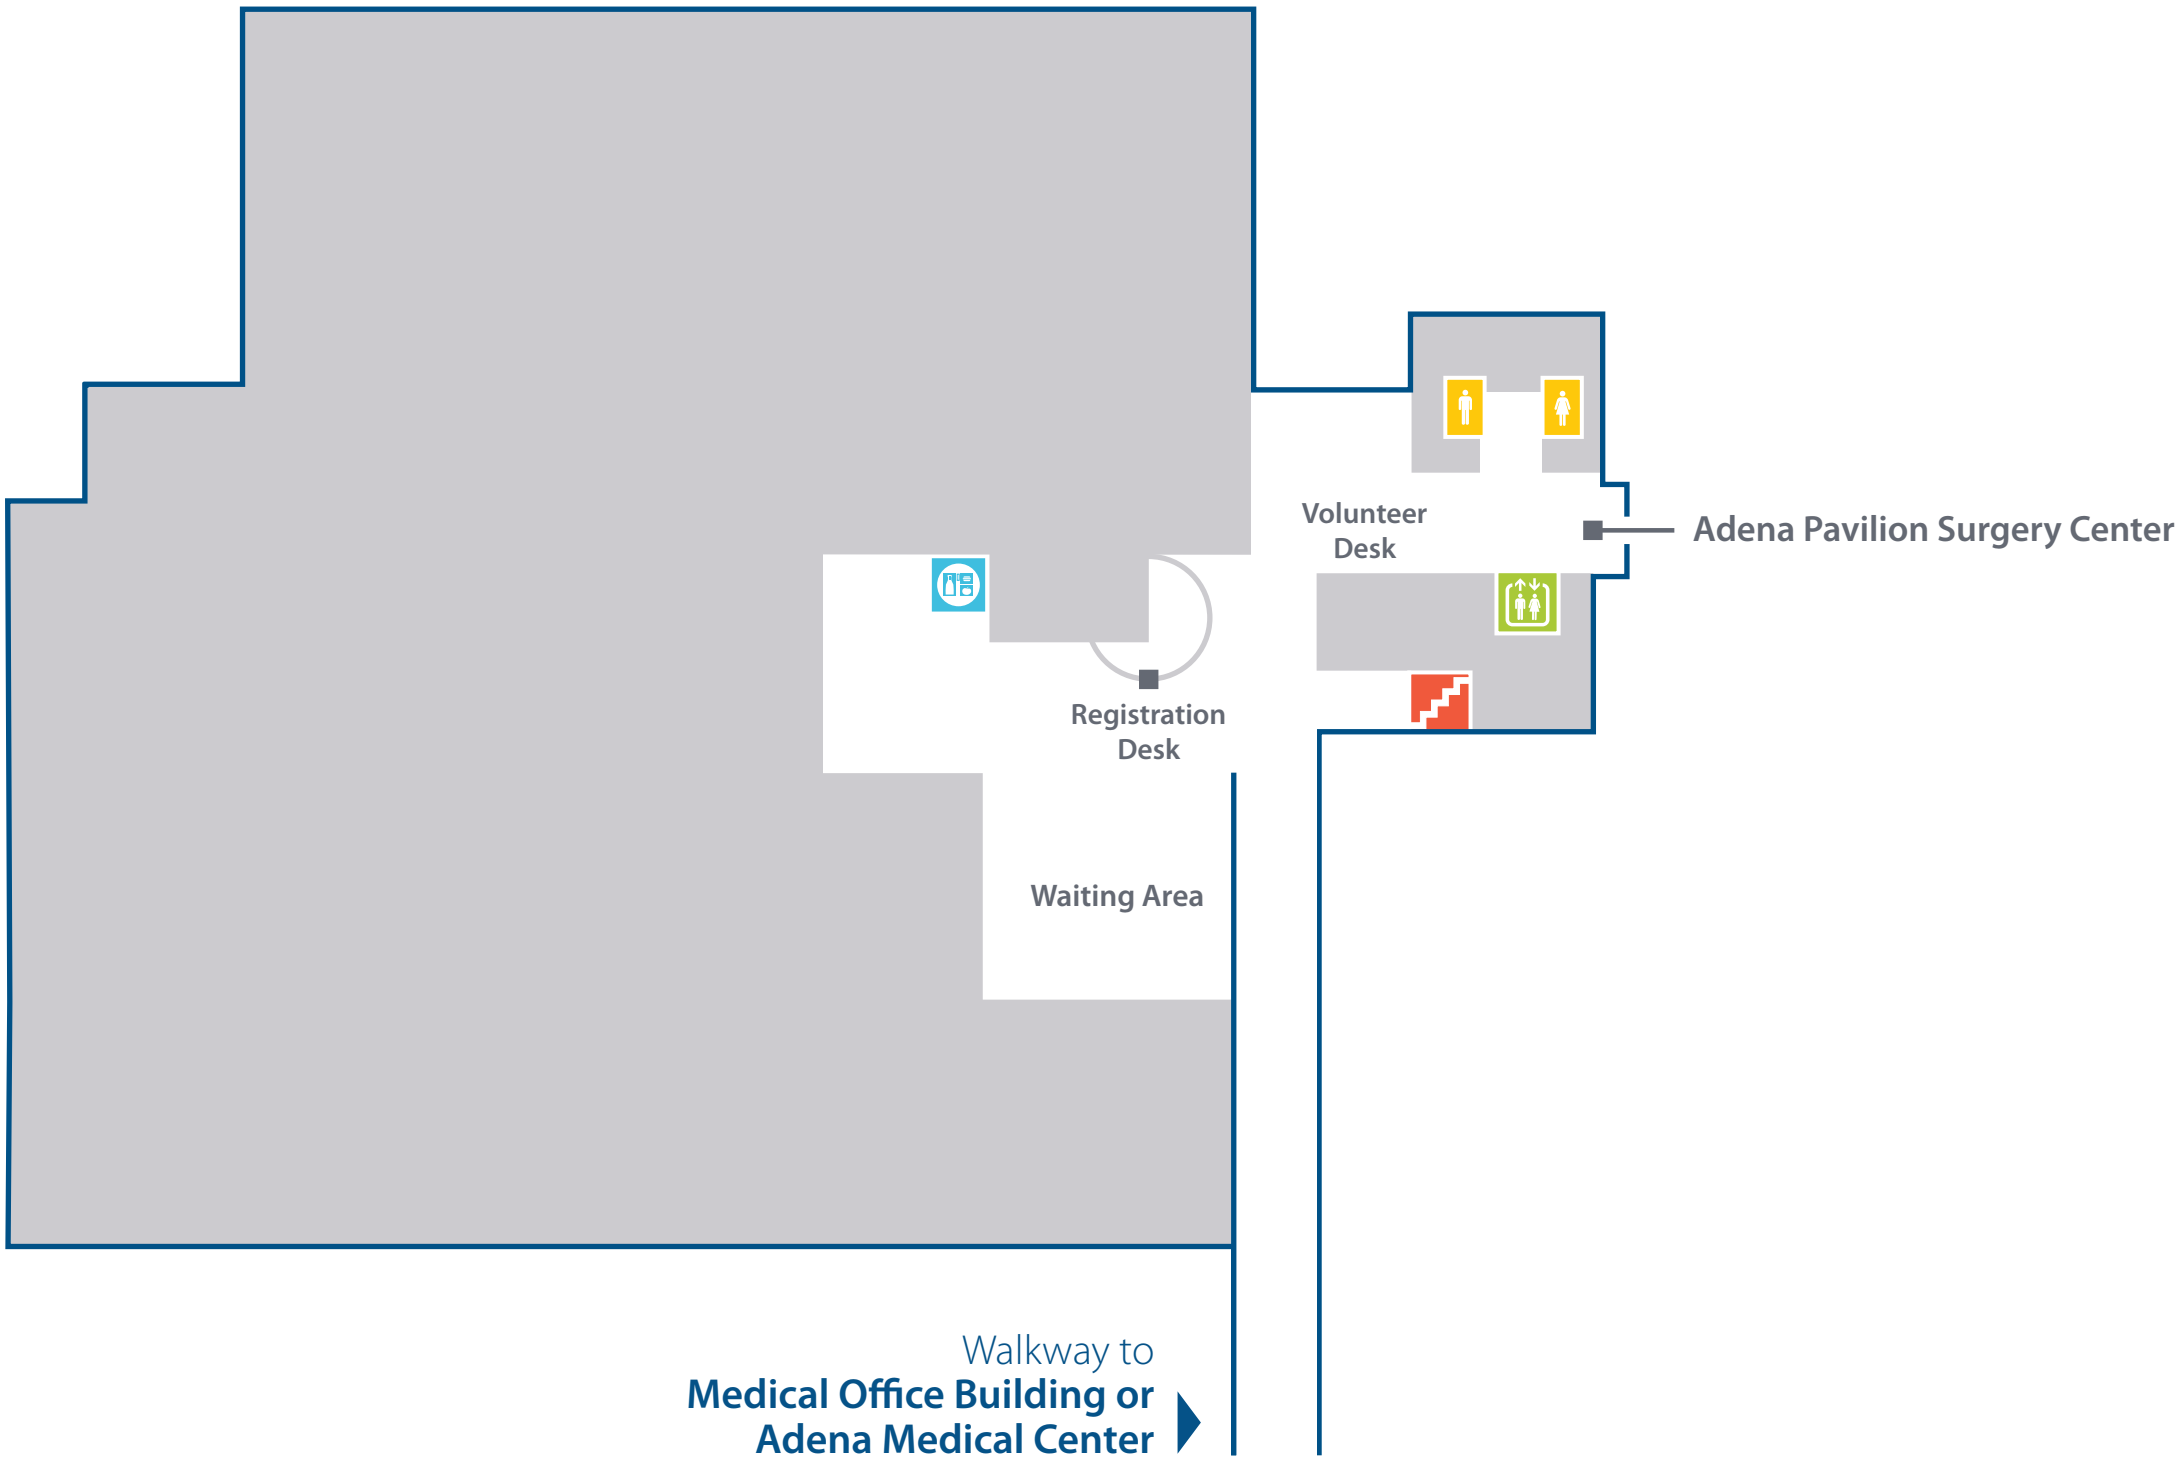 Volunteer
Desk
Adena Pavilion Surgery Center
Registration
Desk
Waiting Area
Walkway to
Medical Office Building or
Adena Medical Center